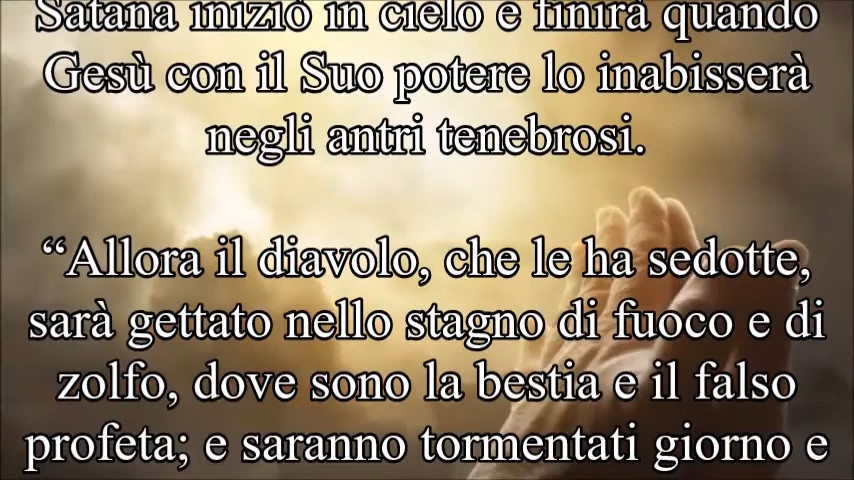 Satana iniziò in cielo e finirà quando
Gesù con il Suo potere lo inabisserà
negli antri tenebrosi.
“Allora il diavolo, che le ha sedotte,
sarà gettato nello stagno di fuoco e di
zolfo, dove sono la bestia e il falso
profeta; e saranno tormentati giorno e